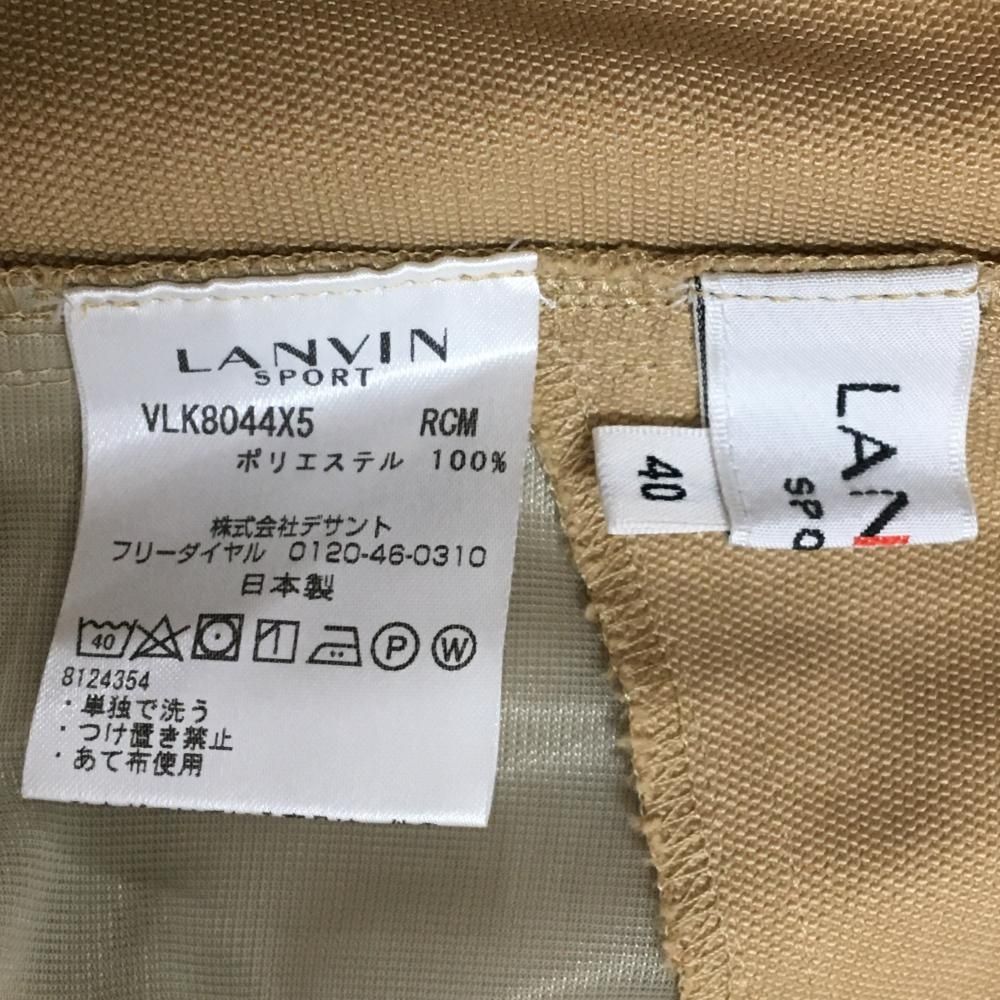 LANVIN
SPORT
VLK8044X5 RCM
ポリエステル 100%
株式会社デサント
フリーダイヤル 0120-46-0310
日本製
40 P W
8124354
・単独で洗う
・つけ置き禁止
・あて布使用
40
LAN
SPO